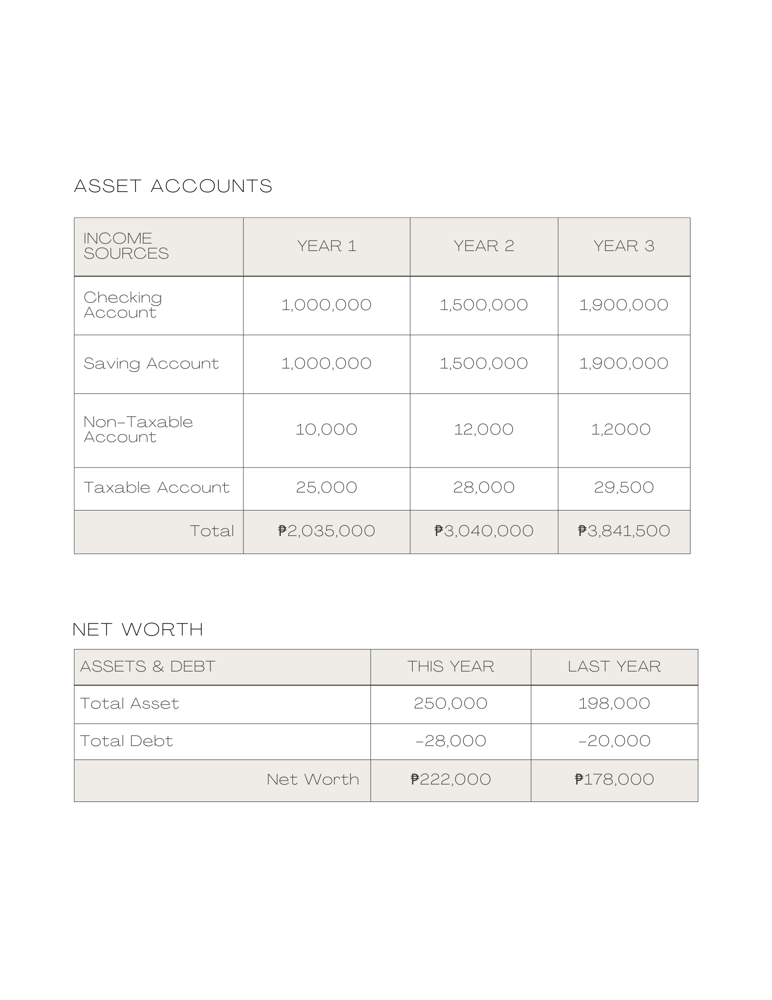 ASSET ACCOUNTS
INCOME
SOURCES
YEAR 1
YEAR 2
YEAR 3
Checking
Account
1,000,000
1,500,000
1,900,000
Saving Account
1,000,000
1,500,000
1,900,000
Non-Taxable
Account
10,000
12,000
1,2000
Taxable Account
25,000
28,000
29,500
Total
₱2,035,000
₱3,040,000
₱3,841,500
NET WORTH
ASSETS & DEBT
THIS YEAR
LAST YEAR
Total Asset
250,000
198,000
Total Debt
-28,000
-20,000
Net Worth
₱222,000
₱178,000